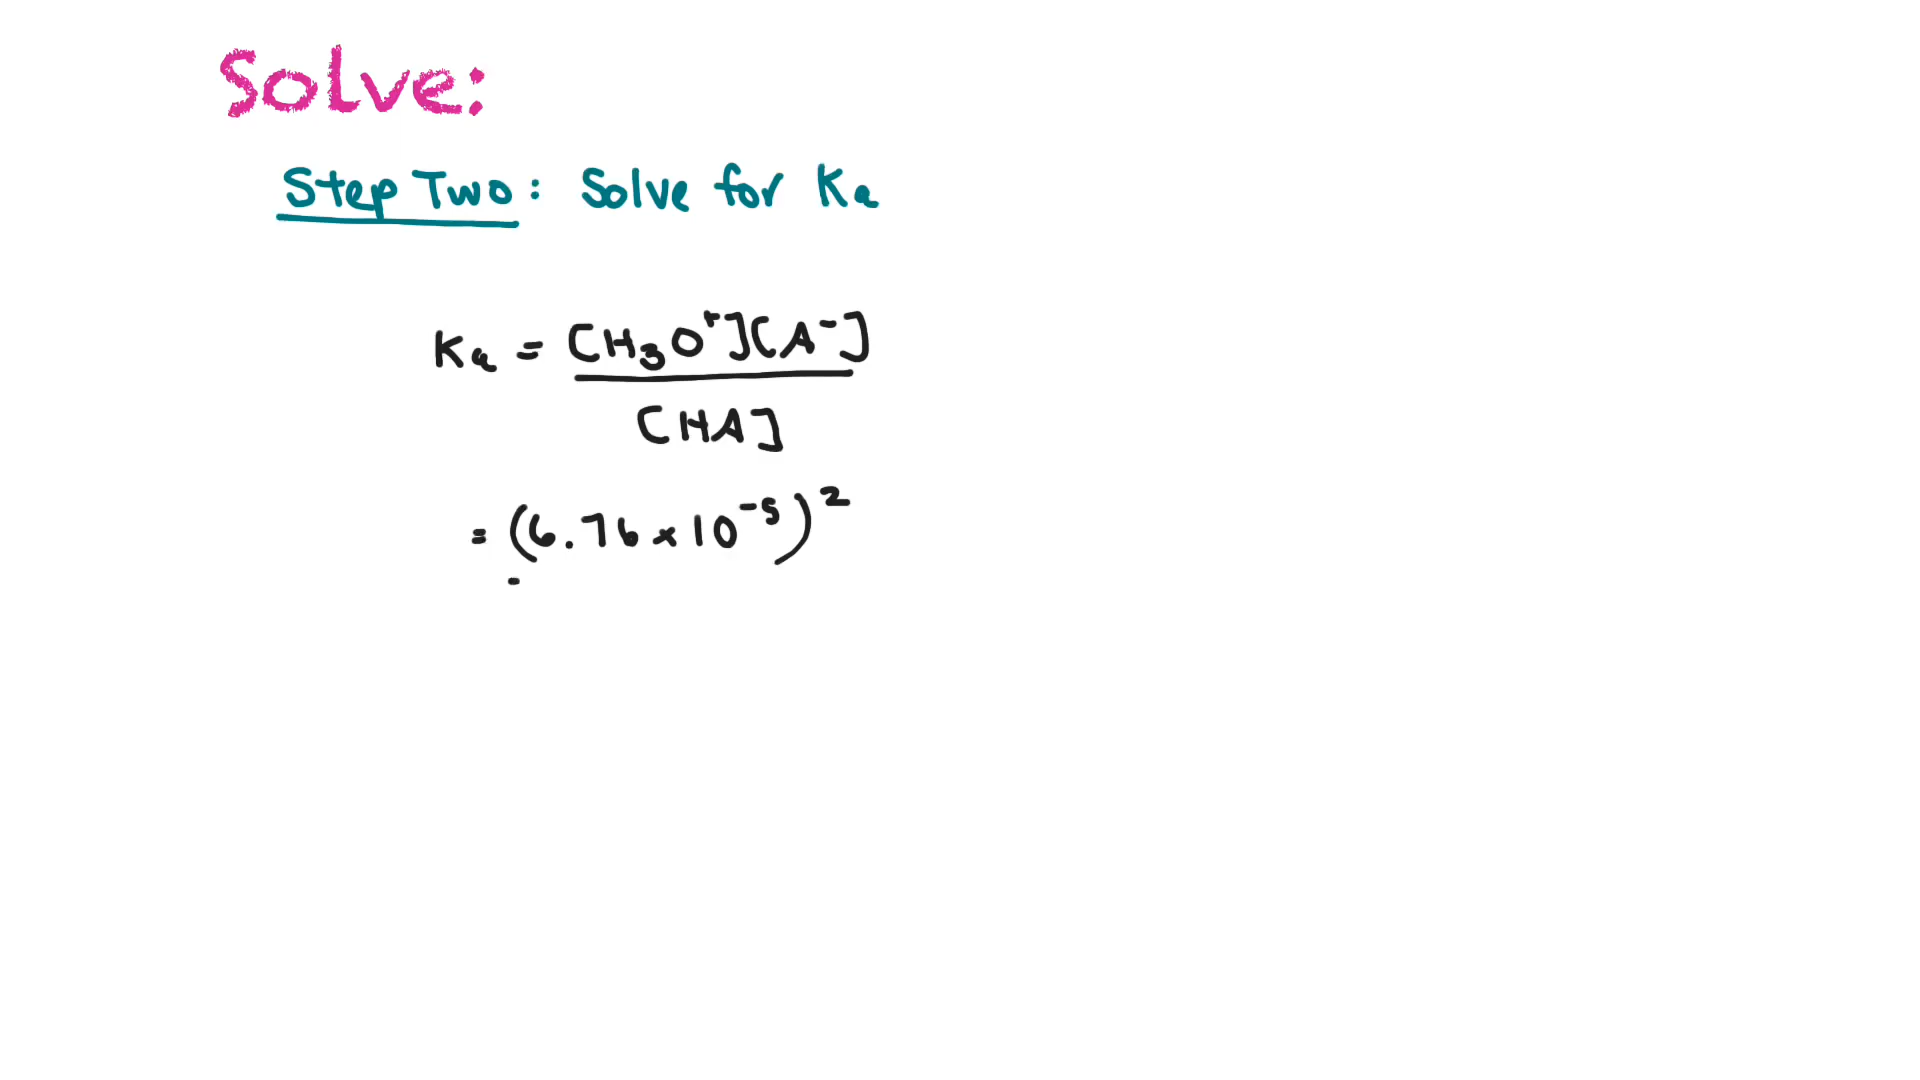 Solve:
Step Two: Solve for Ka
Ka = [H₃O⁺][A⁻]
[HA]
= (6.76 × 10⁻⁵)²